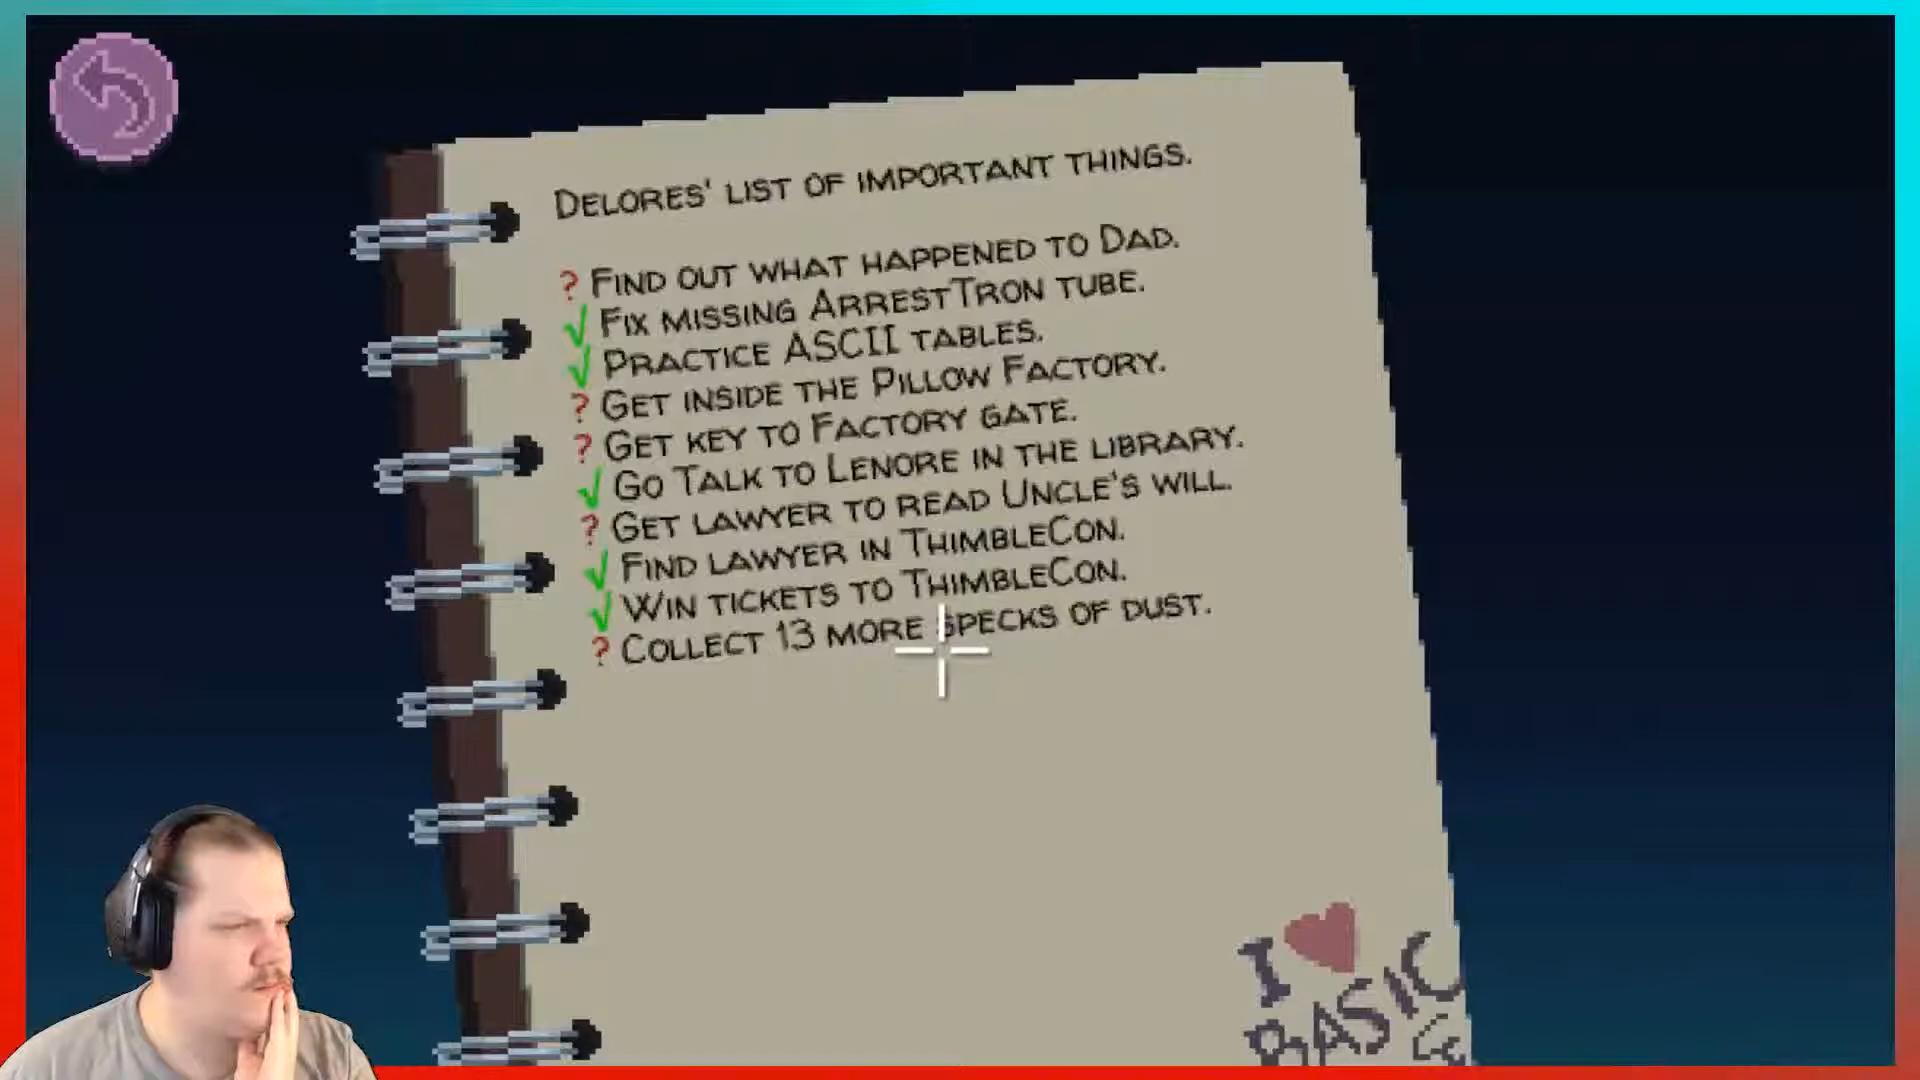 DELORES' LIST OF IMPORTANT THINGS.
? FIND OUT WHAT HAPPENED TO DAD.
√ FIX MISSING ARRESTTRON TUBE.
√ PRACTICE ASCII TABLES.
? GET INSIDE THE PILLOW FACTORY.
? GET KEY TO FACTORY GATE.
√ GO TALK TO LENORE IN THE LIBRARY.
? GET LAWYER TO READ UNCLE'S WILL.
√ FIND LAWYER IN THIMBLECON.
√ WIN TICKETS TO THIMBLECON.
? COLLECT 13 MORE SPECKS OF DUST.
I ♥
BASIC